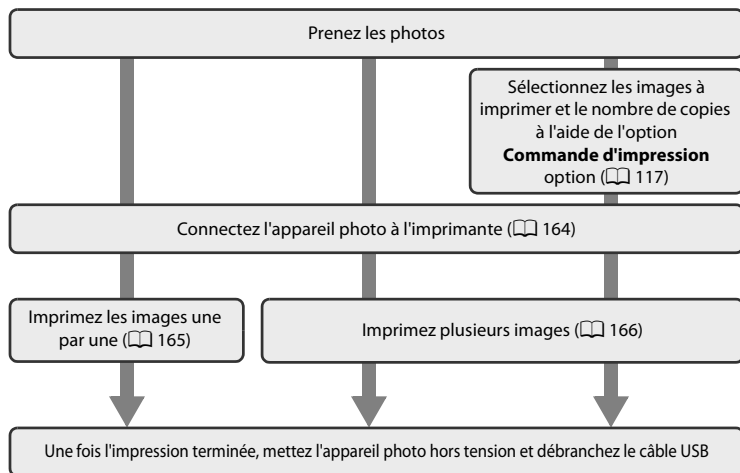 Prenez les photos
Sélectionnez les images à
imprimer et le nombre de copies
à l'aide de l'option
Commande d'impression
option (📖 117)
Connectez l'appareil photo à l'imprimante (📖 164)
Imprimez les images une
par une (📖 165)
Imprimez plusieurs images (📖 166)
Une fois l'impression terminée, mettez l'appareil photo hors tension et débranchez le câble USB